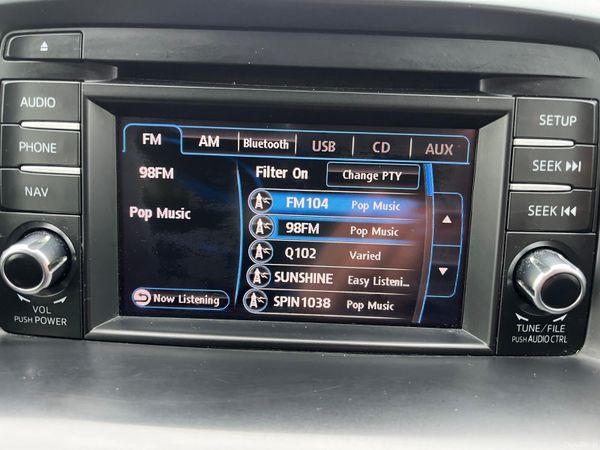 AUDIO
PHONE
NAV
VOL
PUSH POWER
FM
AM
Bluetooth
USB
CD
AUX
98FM
Pop Music
Now Listening
Filter On
Change PTY
FM104 Pop Music
98FM Pop Music
Q102 Varied
SUNSHINE Easy Listeni...
SPIN1038 Pop Music
SETUP
SEEK
SEEK
TUNE/FILE
PUSH AUDIO CTRL